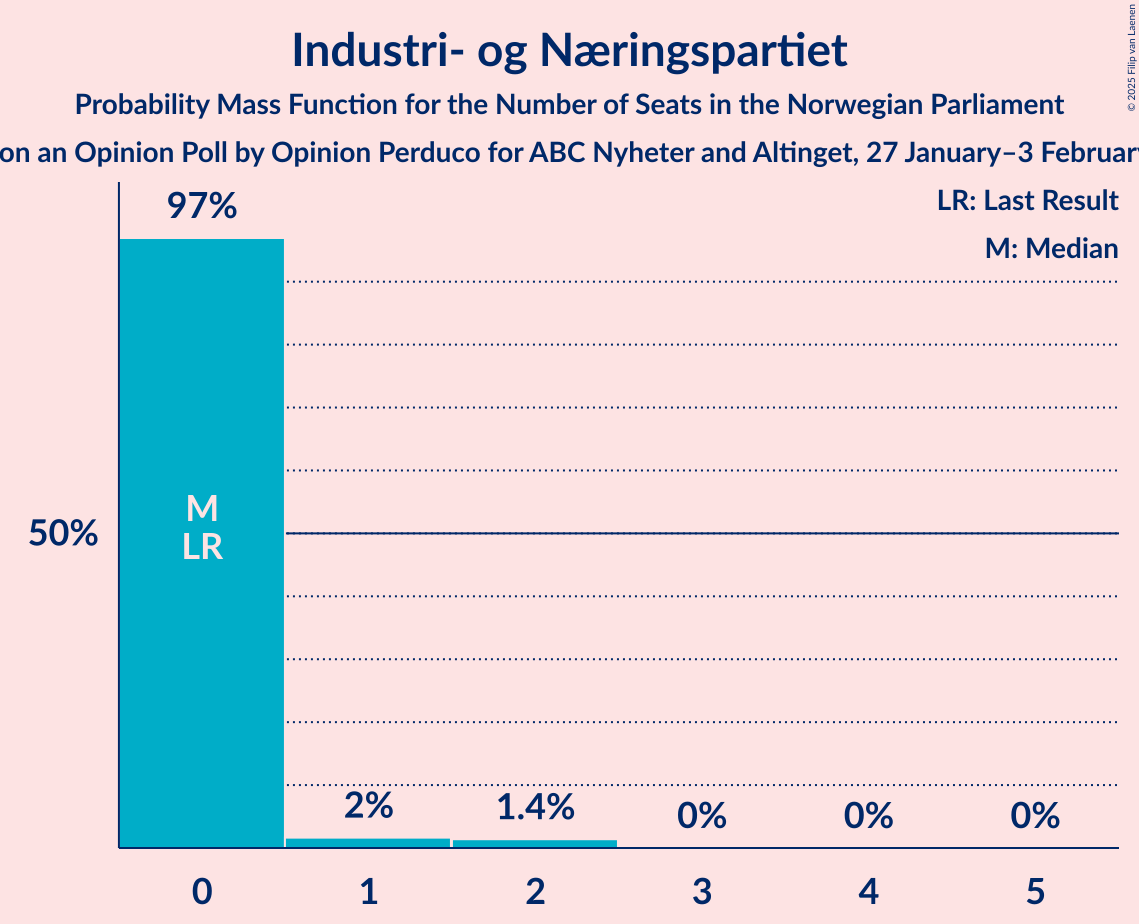 Industri- og Næringspartiet
Probability Mass Function for the Number of Seats in the Norwegian Parliament
on an Opinion Poll by Opinion Perduco for ABC Nyheter and Altinget, 27 January–3 February
© 2025 Filip van Laenen
LR: Last Result
M: Median
97%
M
LR
50%
2%
1.4%
0%
0%
0%
0
1
2
3
4
5